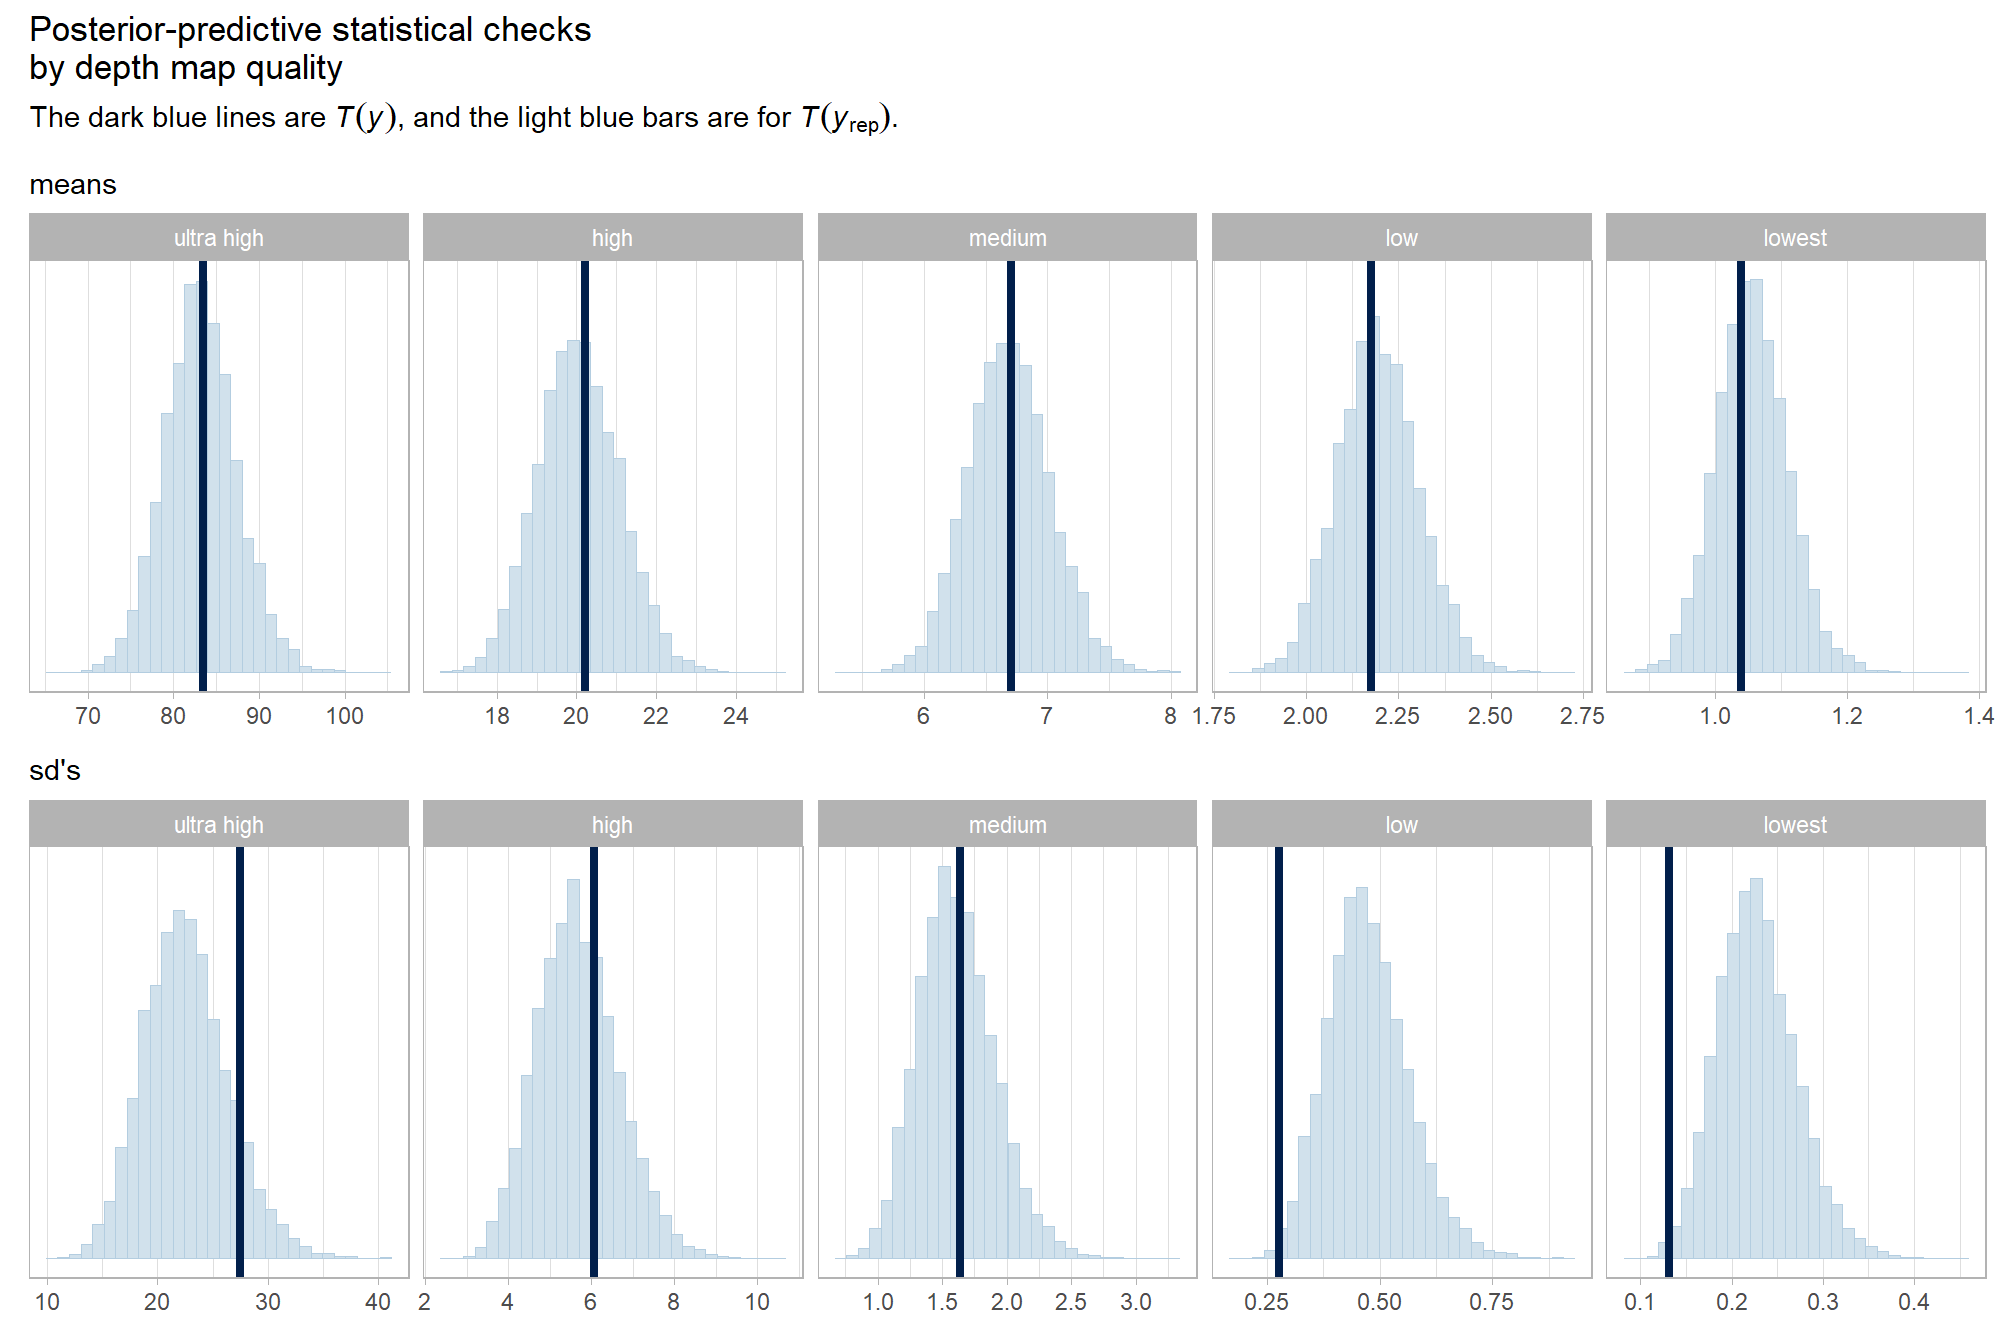 Posterior-predictive statistical checks
by depth map quality
The dark blue lines are T(y), and the light blue bars are for T(y_rep).
means
ultra high high medium low lowest
70 80 90 100 18 20 22 24 6 7 8 1.75 2.00 2.25 2.50 2.75 1.0 1.2 1.4
sd's
ultra high high medium low lowest
10 20 30 40 2 4 6 8 10 1.0 1.5 2.0 2.5 3.0 0.25 0.50 0.75 0.1 0.2 0.3 0.4